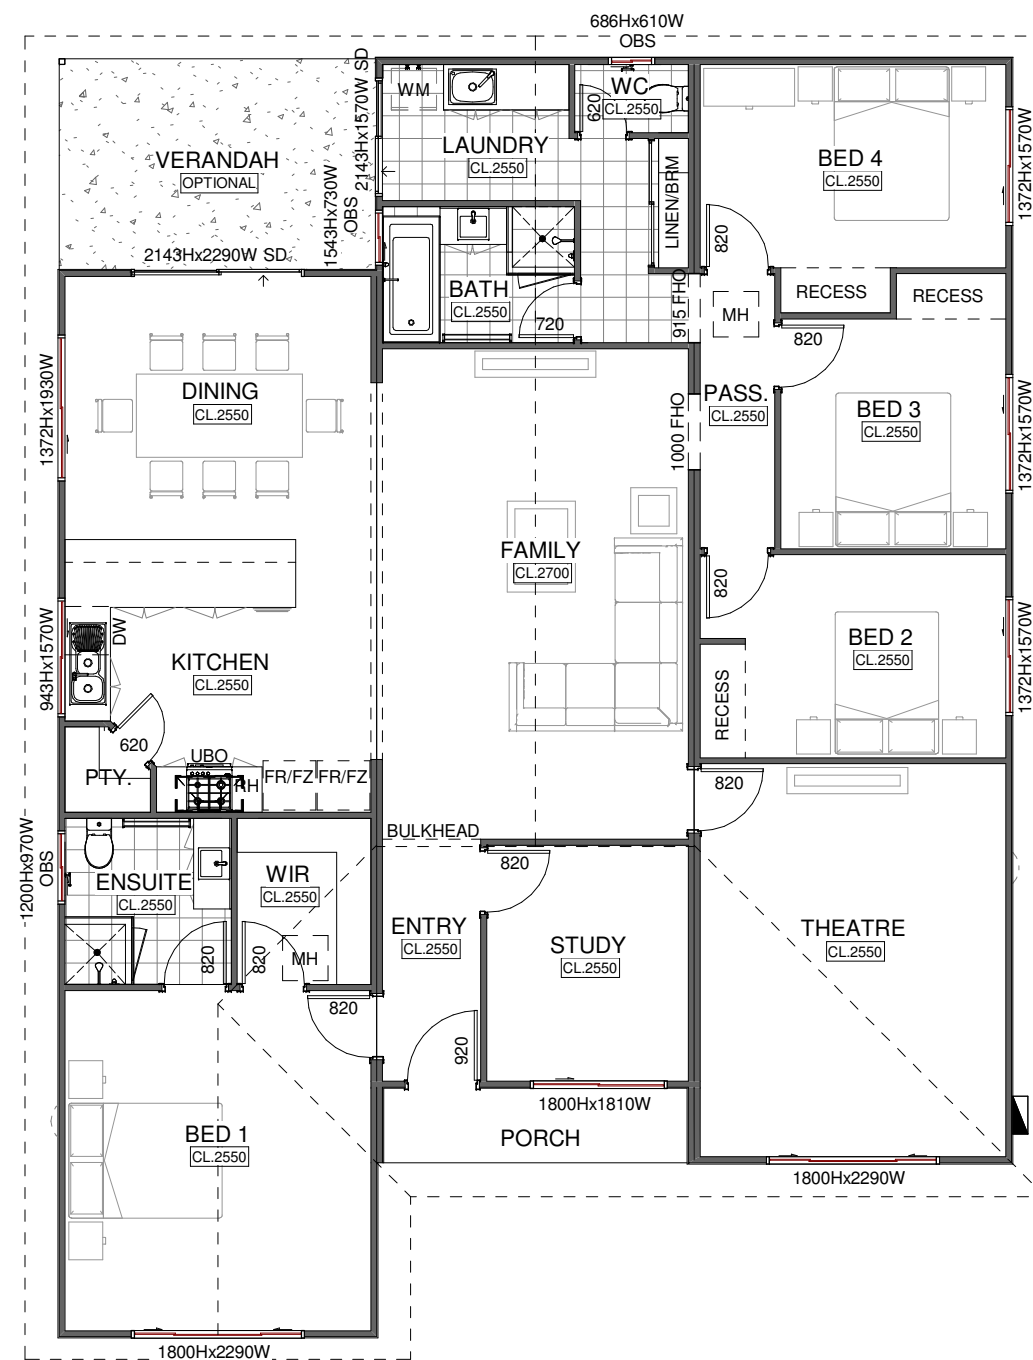 686Hx610W
OBS
WM
WC
CL.2550
620
2143Hx1570W SD
LAUNDRY
CL.2550
VERANDAH
OPTIONAL
BED 4
CL.2550
1372Hx1570W
LINEN/BRM
1543Hx730W
OBS
820
2143Hx2290W SD
BATH
CL.2550
720
915 FHO
MH
RECESS
RECESS
820
1372Hx1930W
DINING
CL.2550
PASS.
CL.2550
BED 3
CL.2550
1372Hx1570W
1000 FHO
FAMILY
CL.2700
820
DW
943Hx1570W
KITCHEN
CL.2550
BED 2
CL.2550
1372Hx1570W
RECESS
620
PTY.
UBO
RH
FR/FZ
FR/FZ
820
BULKHEAD
1200Hx970W
OBS
ENSUITE
CL.2550
WIR
CL.2550
820
ENTRY
CL.2550
STUDY
CL.2550
THEATRE
CL.2550
820
820
MH
820
920
1800Hx1810W
BED 1
CL.2550
PORCH
1800Hx2290W
1800Hx2290W